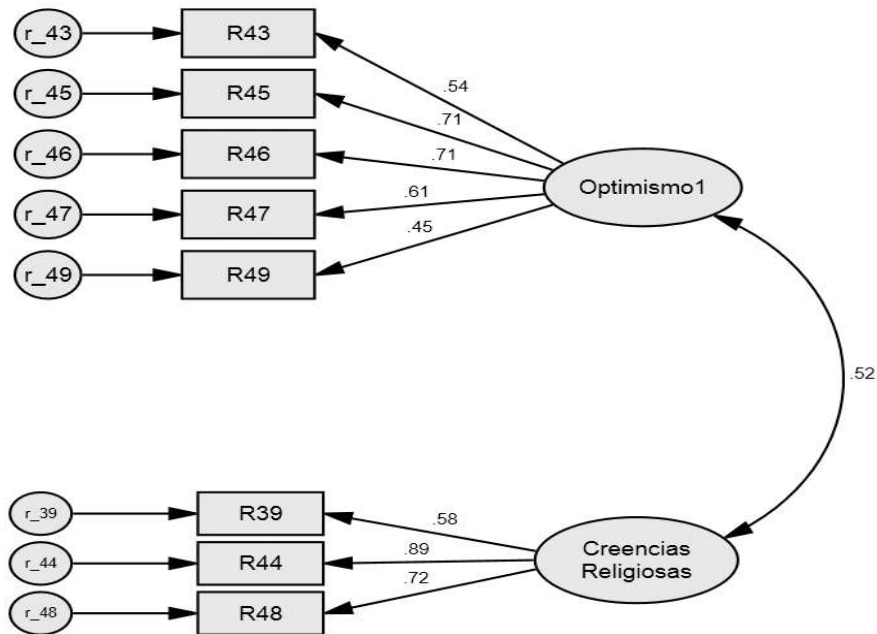 r_43
R43
.54
r_45
R45
.71
r_46
R46
.71
Optimismo1
r_47
R47
.61
r_49
R49
.45
.52
r_39
R39
.58
r_44
R44
.89
Creencias
Religiosas
r_48
R48
.72